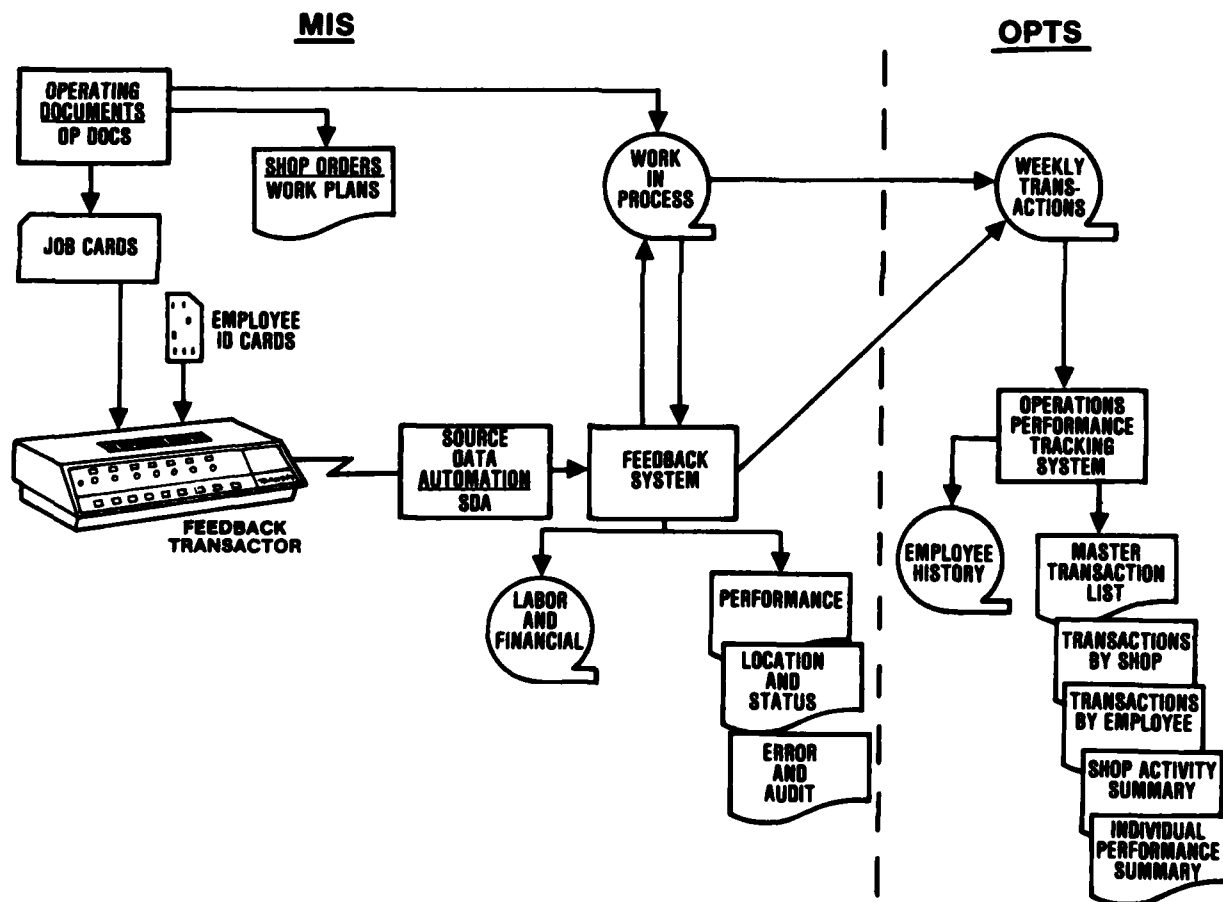 MIS
OPTS
OPERATING
DOCUMENTS
OP DOCS
SHOP ORDERS
WORK PLANS
WORK
IN
PROCESS
WEEKLY
TRANS-
ACTIONS
JOB CARDS
EMPLOYEE
ID CARDS
FEEDBACK
TRANSACTOR
SOURCE
DATA
AUTOMATION
SDA
FEEDBACK
SYSTEM
OPERATIONS
PERFORMANCE
TRACKING
SYSTEM
LABOR
AND
FINANCIAL
PERFORMANCE
LOCATION
AND
STATUS
ERROR
AND
AUDIT
EMPLOYEE
HISTORY
MASTER
TRANSACTION
LIST
TRANSACTIONS
BY SHOP
TRANSACTIONS
BY EMPLOYEE
SHOP ACTIVITY
SUMMARY
INDIVIDUAL
PERFORMANCE
SUMMARY